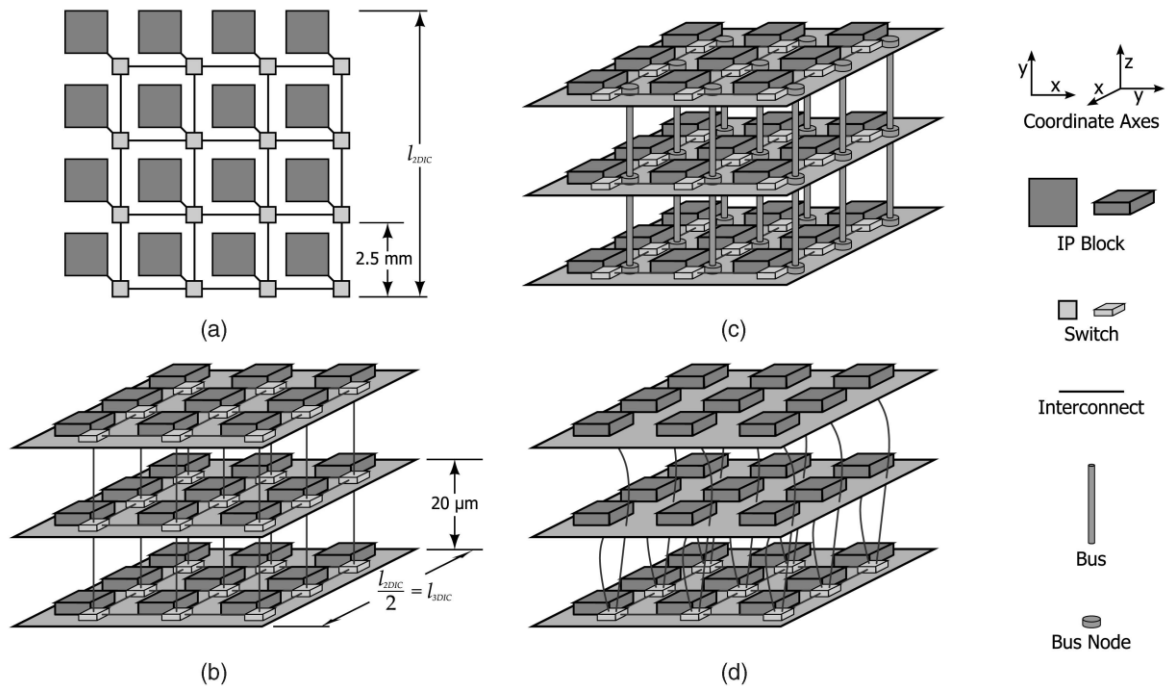 l2DIC
2.5 mm
(a)
(c)
20 µm
l2DIC
2
= l3DIC
(b)
(d)
y
x
z
x
y
Coordinate Axes
IP Block
Switch
Interconnect
Bus
Bus Node